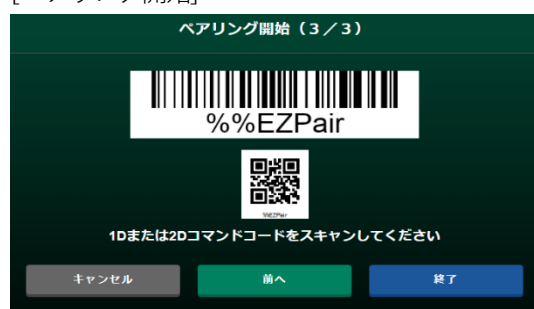 ペアリング開始（3／3）
%%EZPair
%%EZPair
1Dまたは2Dコマンドコードをスキャンしてください
キャンセル
前へ
終了